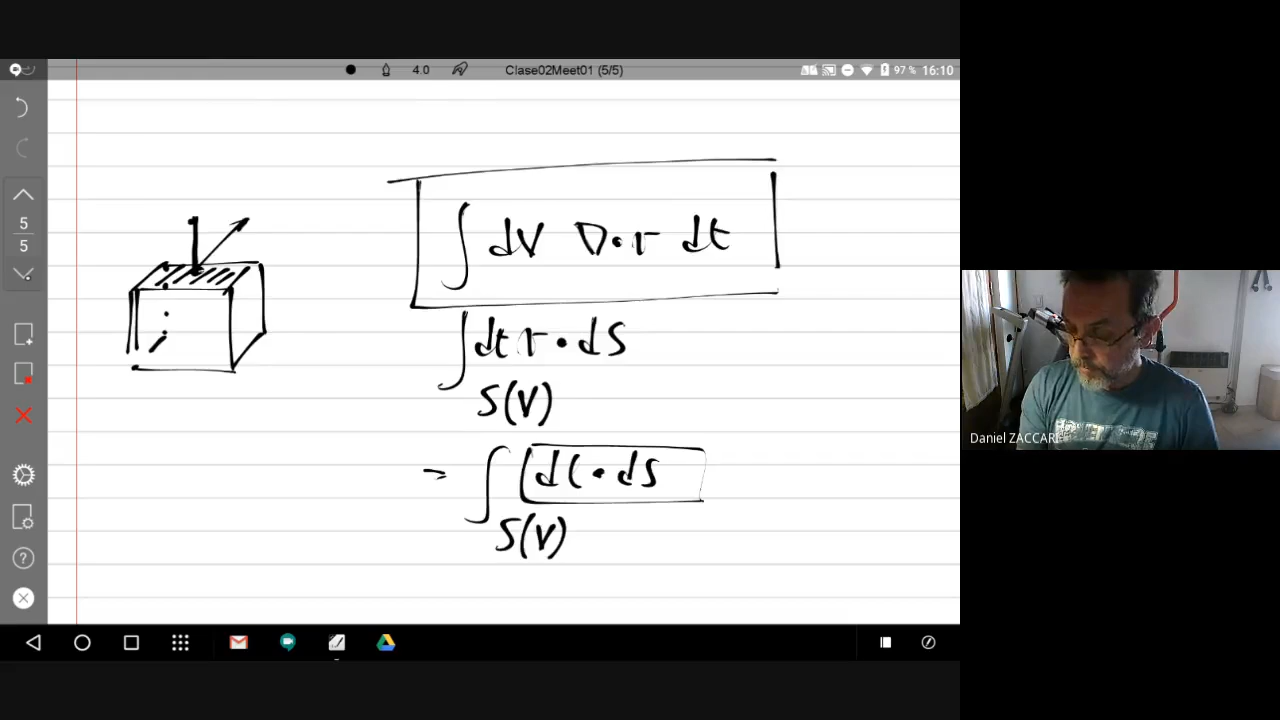 4.0 Clase02Meet01 (5/5) 97 % 16:10
5
5
∫ dV ∇·r dt
∫ dt r · dS
S(V)
= ∫ dl · dS
S(V)
Daniel ZACCARI